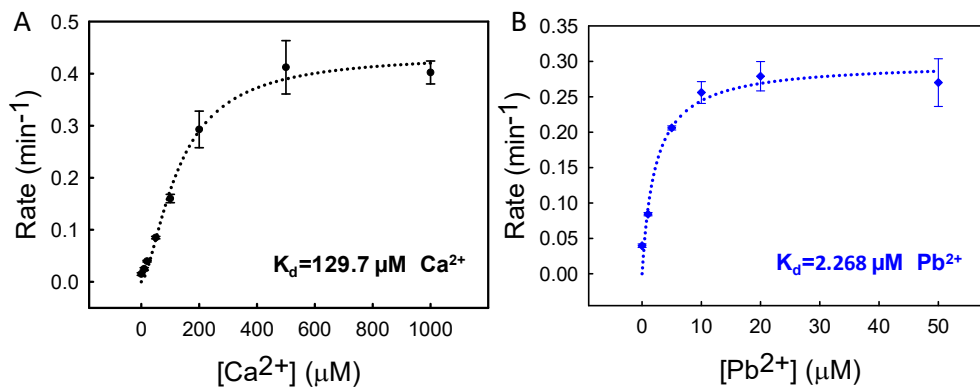 A
Rate (min-1)
0.5
0.4
0.3
0.2
0.1
0.0
Kd=129.7 µM Ca2+
0 200 400 600 800 1000
[Ca2+] (µM)
B
Rate (min-1)
0.35
0.30
0.25
0.20
0.15
0.10
0.05
0.00
Kd=2.268 µM Pb2+
0 10 20 30 40 50
[Pb2+] (µM)